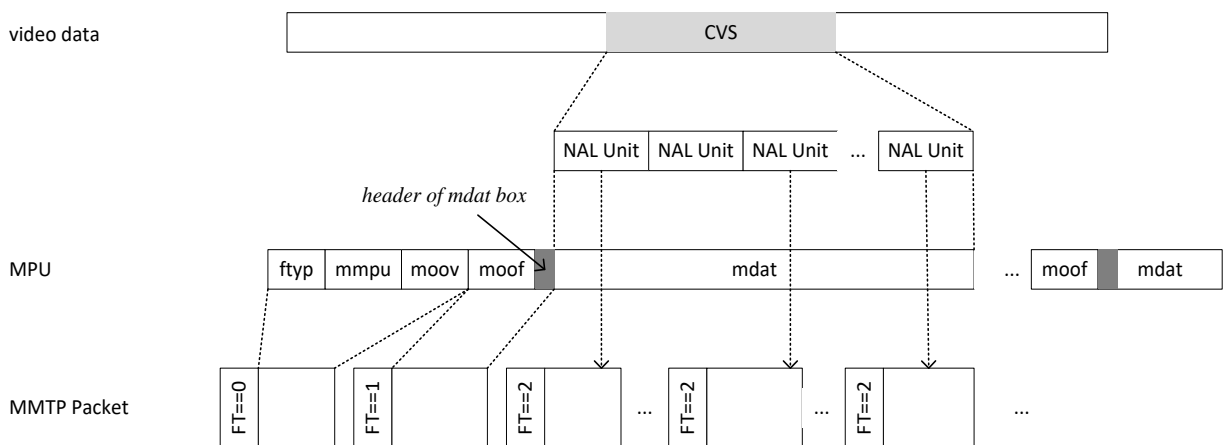 video data
CVS
NAL Unit NAL Unit NAL Unit ... NAL Unit
header of mdat box
MPU
ftyp mmpu moov moof mdat ... moof mdat
MMTP Packet
FT==0 FT==1 FT==2 ... FT==2 ... FT==2 ...